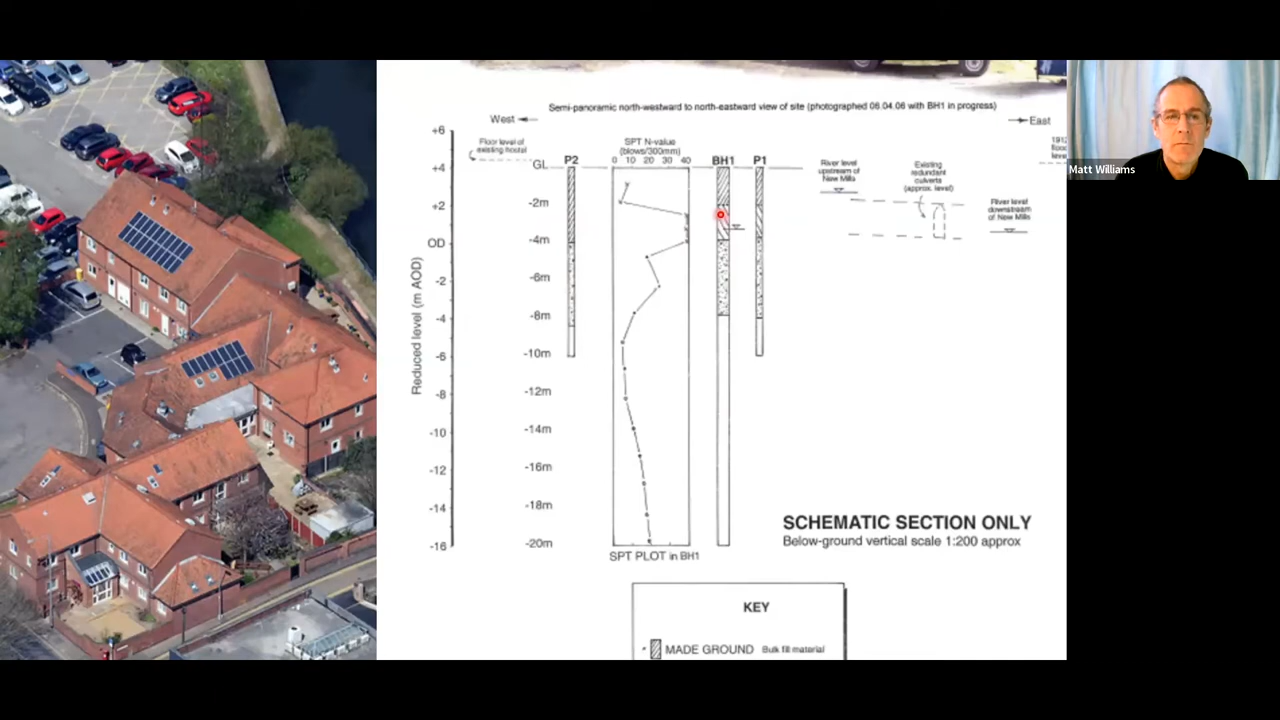 Semi-panoramic north-westward to north-eastward view of site (photographed 06.04.06 with BH1 in progress)
West
East
+6
+4
+2
OD
-2
-4
-6
-8
-10
-12
-14
-16
Reduced level (m AOD)
Floor level of
existing hostel
GL
-2m
-4m
-6m
-8m
-10m
-12m
-14m
-16m
-18m
-20m
P2
SPT N-value
(blows/300mm)
0 10 20 30 40
SPT PLOT in BH1
BH1
P1
River level
upstream of
New Mills
Existing
redundant
culverts
(approx. level)
River level
downstream
of New Mills
1912
SCHEMATIC SECTION ONLY
Below-ground vertical scale 1:200 approx
KEY
MADE GROUND Bulk fill material
Matt Williams